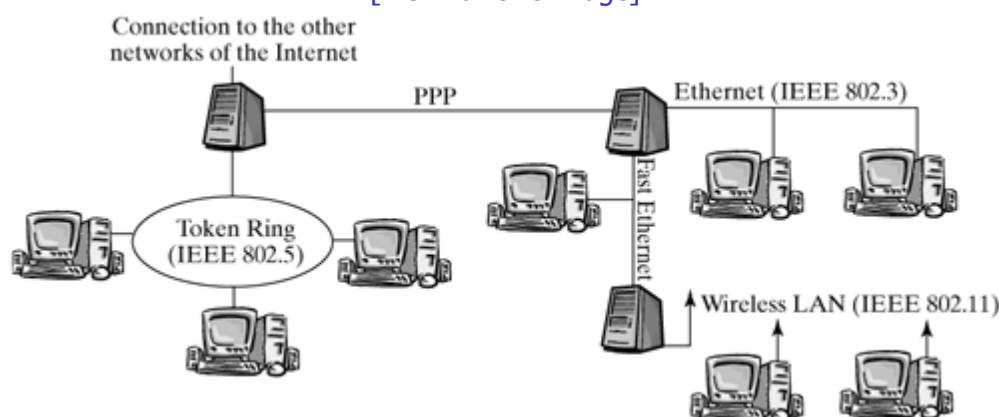 Connection to the other
networks of the Internet
PPP
Ethernet (IEEE 802.3)
Fast Ethernet
Token Ring
(IEEE 802.5)
Wireless LAN (IEEE 802.11)